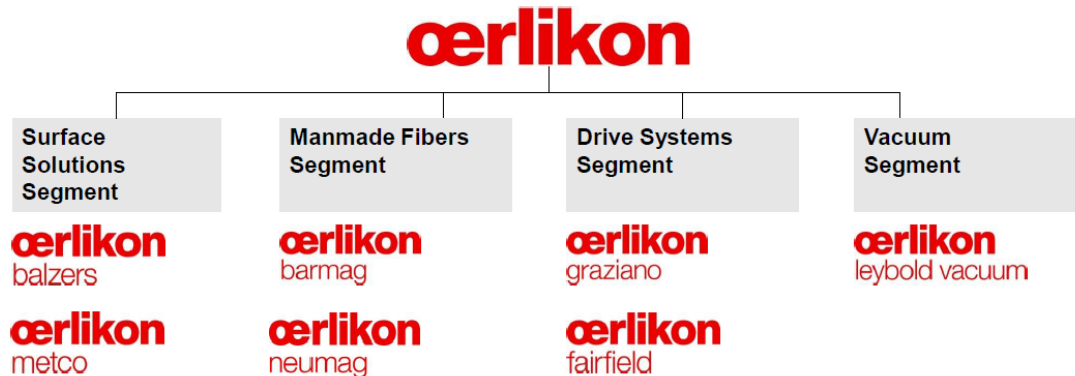 œrlikon
Surface
Solutions
Segment
œrlikon
balzers
œrlikon
metco
Manmade Fibers
Segment
œrlikon
barmag
œrlikon
neumag
Drive Systems
Segment
œrlikon
graziano
œrlikon
fairfield
Vacuum
Segment
œrlikon
leybold vacuum